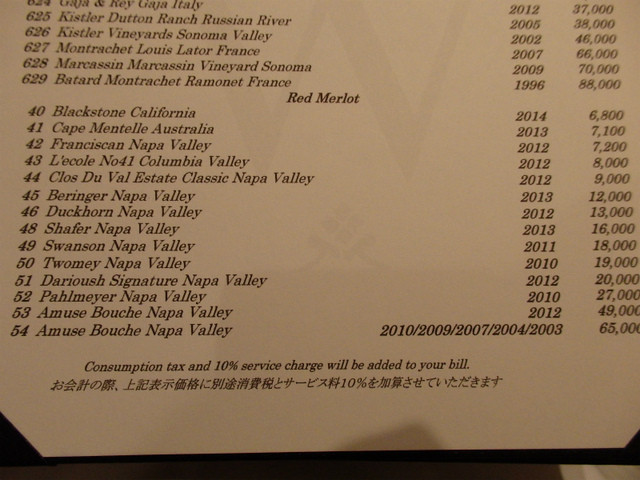 624 Gaja & Rey Gaja Italy 2012 37,000
625 Kistler Dutton Ranch Russian River 2005 38,000
626 Kistler Vineyards Sonoma Valley 2002 46,000
627 Montrachet Louis Lator France 2007 66,000
628 Marcassin Marcassin Vineyard Sonoma 2009 70,000
629 Batard Montrachet Ramonet France 1996 88,000
Red Merlot
40 Blackstone California 2014 6,800
41 Cape Mentelle Australia 2013 7,100
42 Franciscan Napa Valley 2012 7,200
43 L'ecole No41 Columbia Valley 2012 8,000
44 Clos Du Val Estate Classic Napa Valley 2012 9,000
45 Beringer Napa Valley 2013 12,000
46 Duckhorn Napa Valley 2012 13,000
48 Shafer Napa Valley 2013 16,000
49 Swanson Napa Valley 2011 18,000
50 Twomey Napa Valley 2010 19,000
51 Darioush Signature Napa Valley 2012 20,000
52 Pahlmeyer Napa Valley 2010 27,000
53 Amuse Bouche Napa Valley 2012 49,000
54 Amuse Bouche Napa Valley 2010/2009/2007/2004/2003 65,000
Consumption tax and 10% service charge will be added to your bill.
お会計の際、上記表示価格に別途消費税とサービス料10%を加算させていただきます